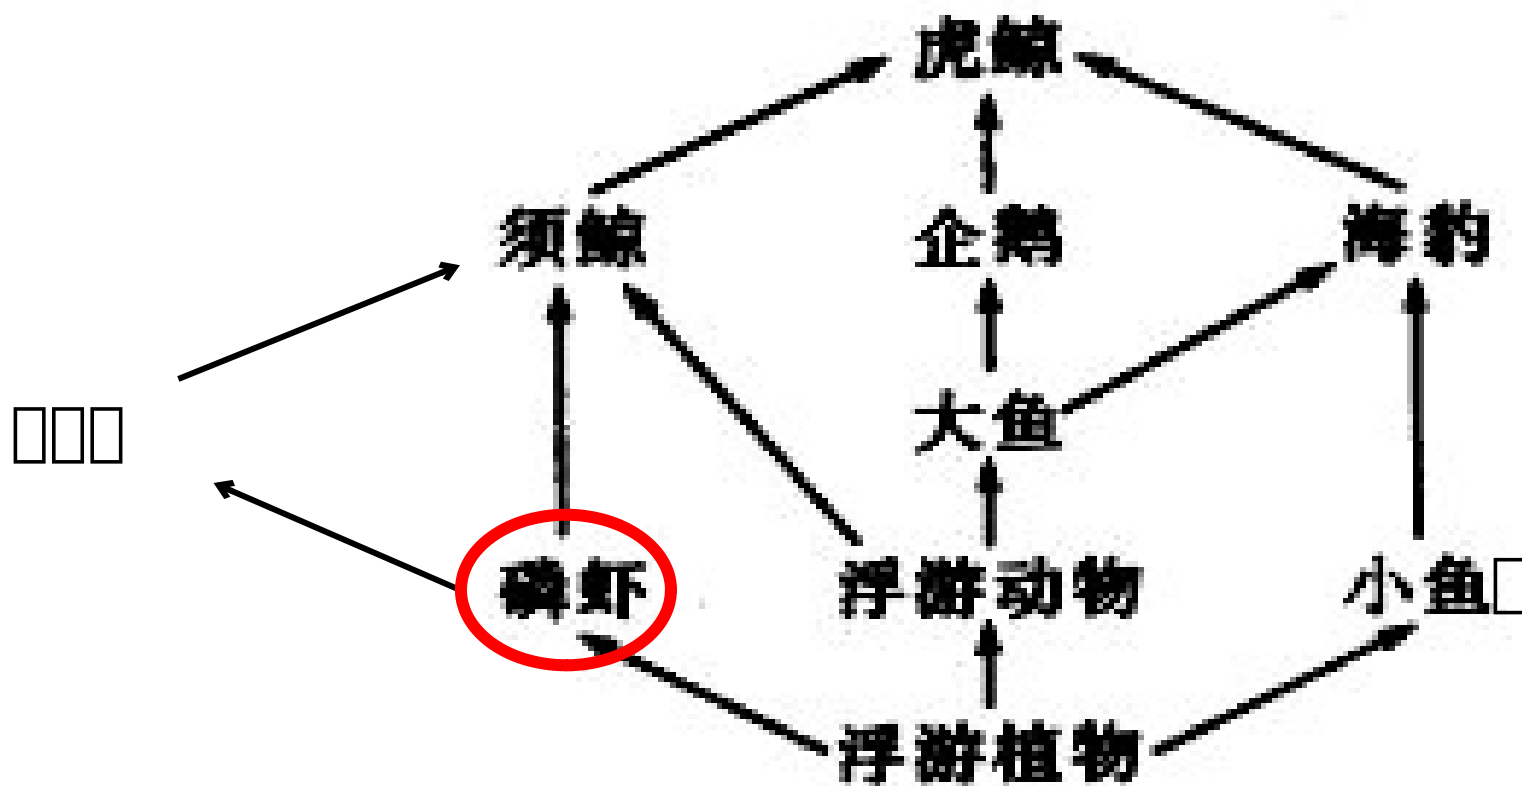 虎鲸
须鲸 企鹅 海豹
大鱼
磷虾 浮游动物 小鱼
浮游植物